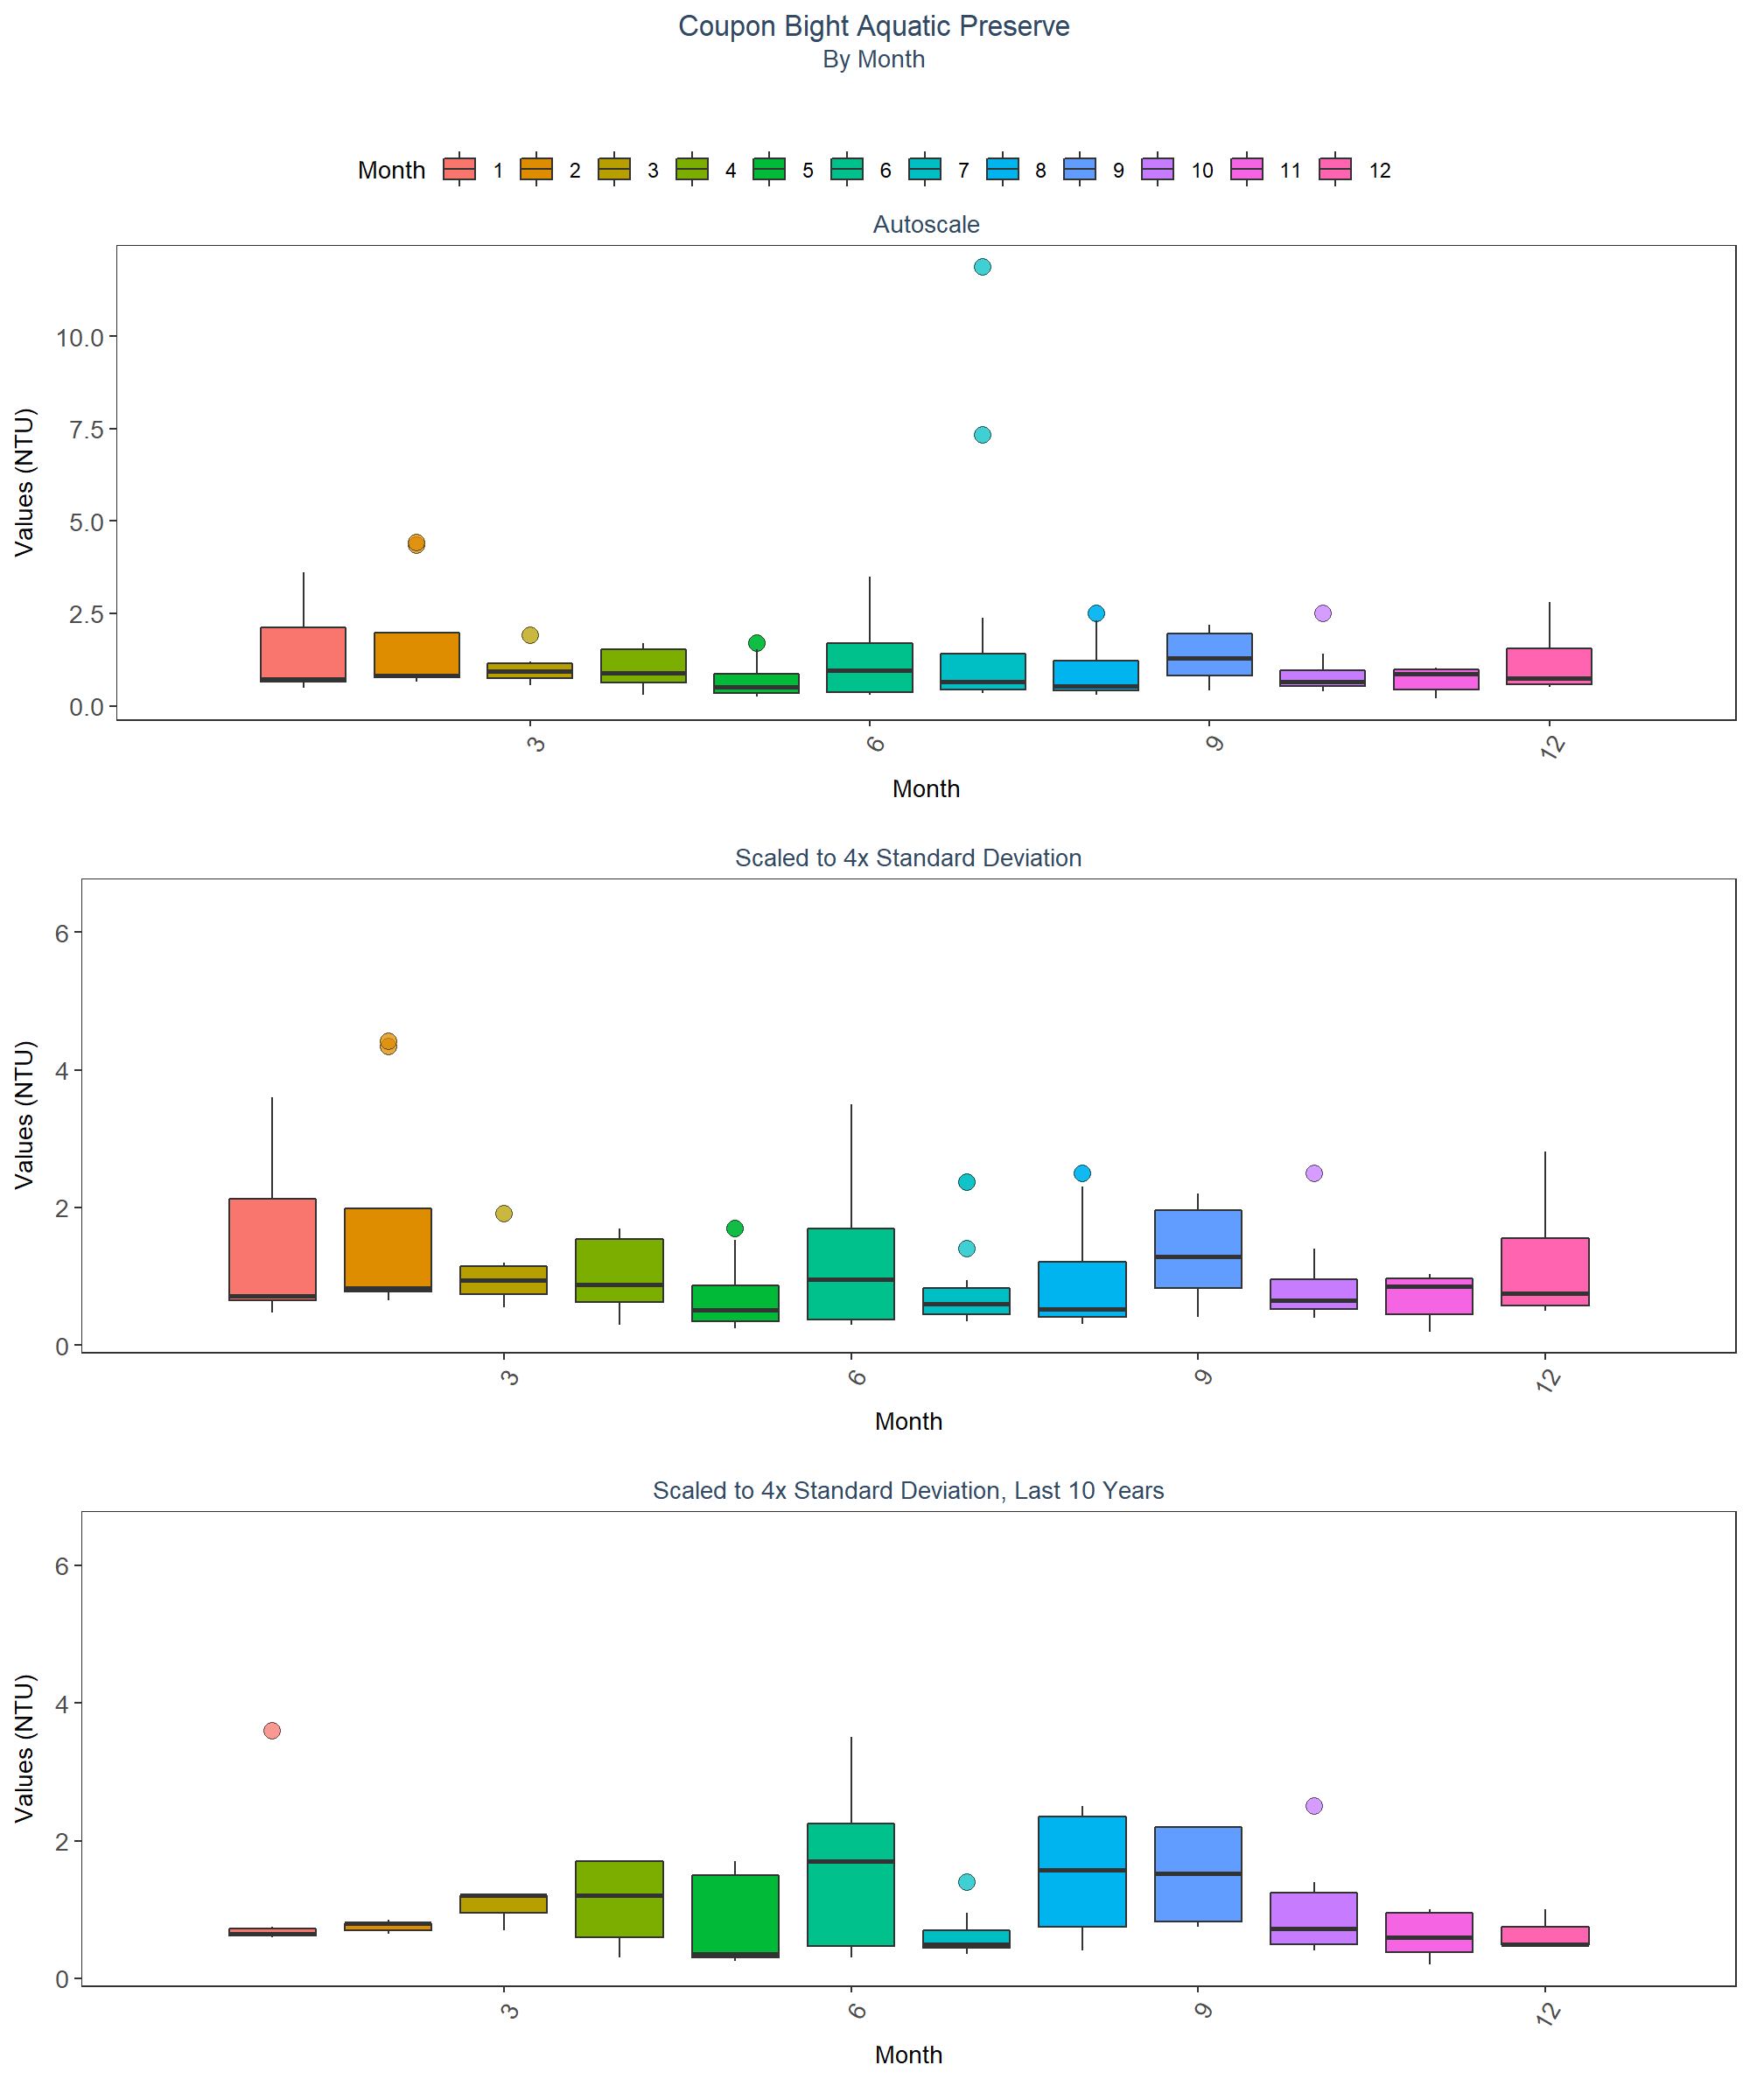 Coupon Bight Aquatic Preserve
By Month
Month 1 2 3 4 5 6 7 8 9 10 11 12
Autoscale
Values (NTU)
10.0
7.5
5.0
2.5
0.0
3 6 9 12
Month
Scaled to 4x Standard Deviation
Values (NTU)
6
4
2
0
3 6 9 12
Month
Scaled to 4x Standard Deviation, Last 10 Years
Values (NTU)
6
4
2
0
3 6 9 12
Month